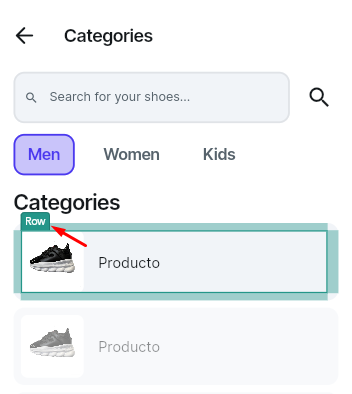 Categories
Search for your shoes...
Men Women Kids
Categories
Row
Producto
Producto